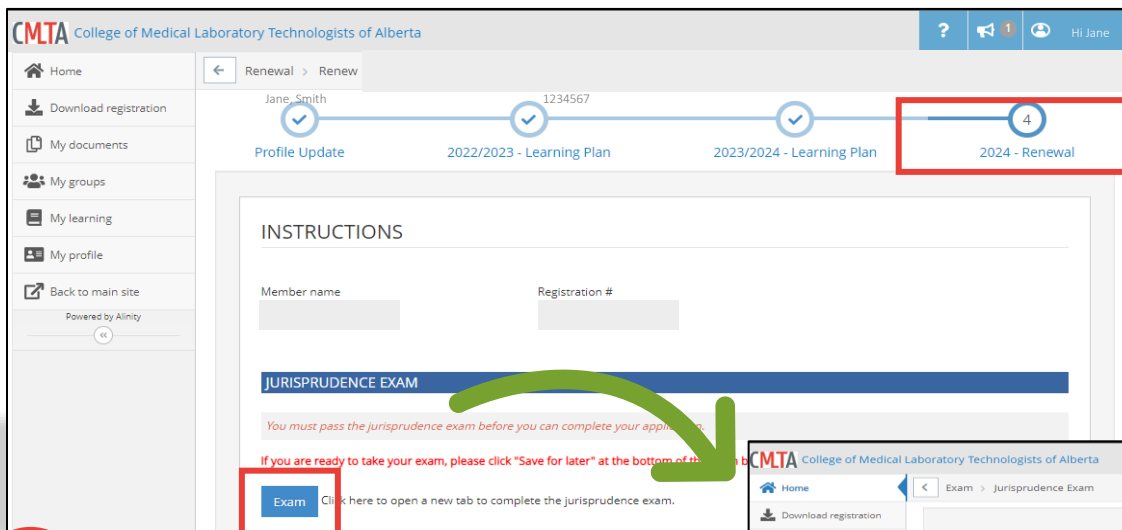 CMTA College of Medical Laboratory Technologists of Alberta
? 1 Hi Jane
Home
Download registration
My documents
My groups
My learning
My profile
Back to main site
Powered by Alinity
Renewal > Renew
Jane, Smith 1234567
4
Profile Update 2022/2023 - Learning Plan 2023/2024 - Learning Plan 2024 - Renewal
INSTRUCTIONS
Member name Registration #
JURISPRUDENCE EXAM
You must pass the jurisprudence exam before you can complete your
If you are ready to take your exam, please click "Save for later" at the bottom of
Exam Click here to open a new tab to complete the jurisprudence exam.
CMTA College of Medical Laboratory Technologists of Alberta
Home
Download registration
Exam > Jurisprudence Exam